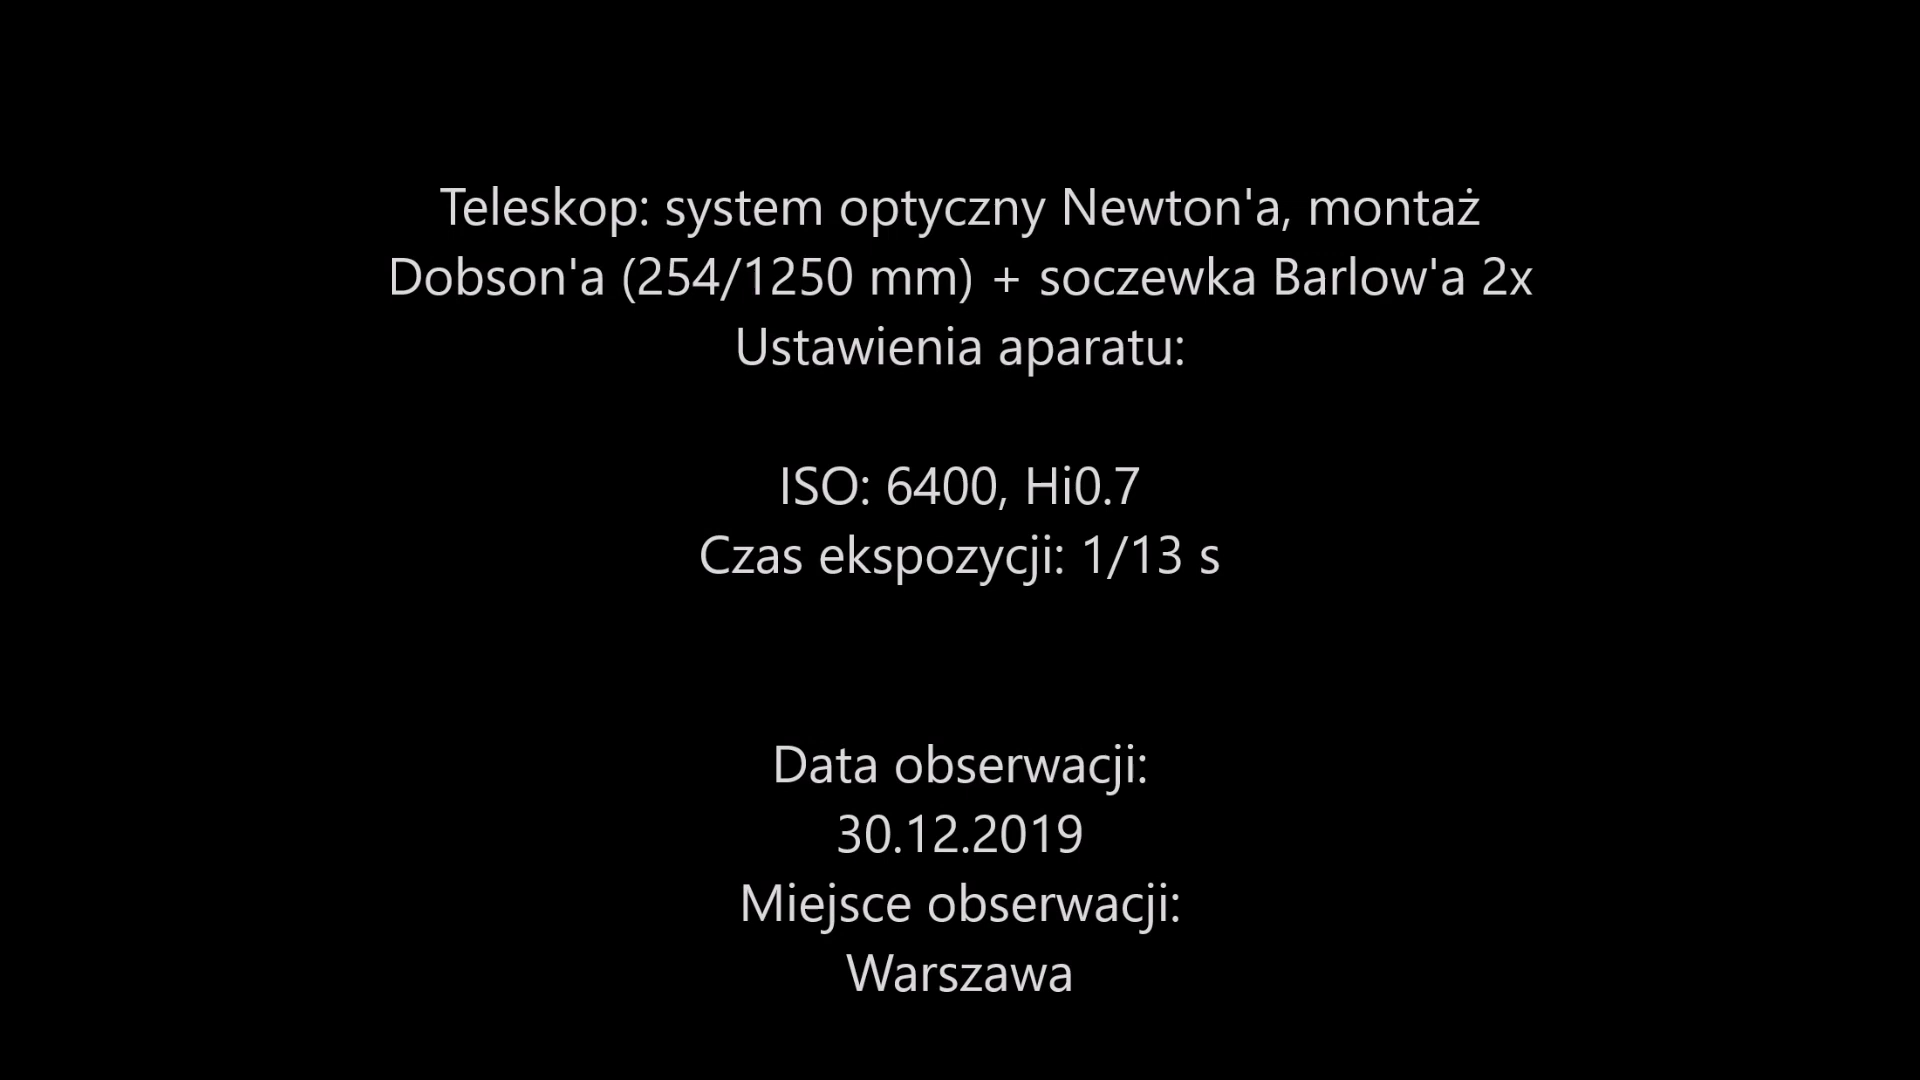 Teleskop: system optyczny Newton'a, montaż
Dobson'a (254/1250 mm) + soczewka Barlow'a 2x
Ustawienia aparatu:
ISO: 6400, Hi0.7
Czas ekspozycji: 1/13 s
Data obserwacji:
30.12.2019
Miejsce obserwacji:
Warszawa